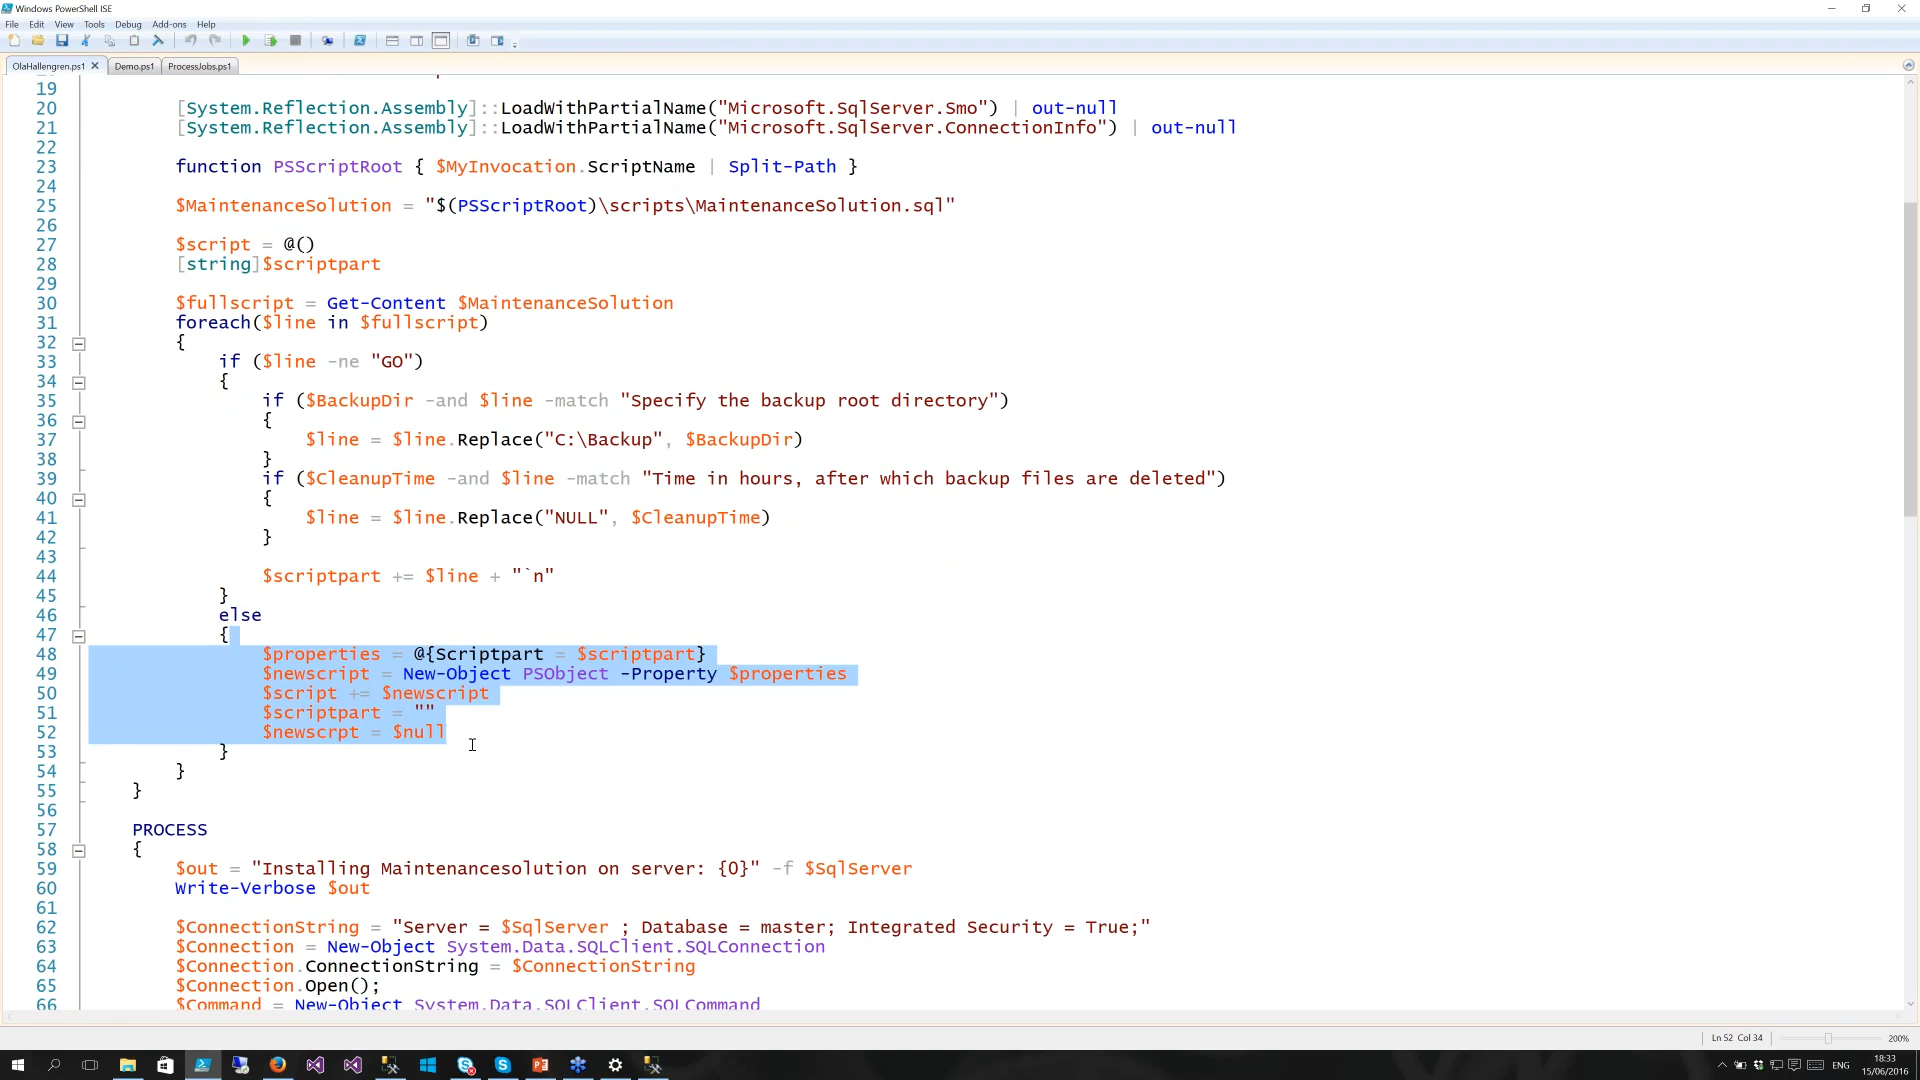 Windows PowerShell ISE
File Edit View Tools Debug Add-ons Help
OlaHallengren.ps1 Demo.ps1 ProcessJobs.ps1
19
20 [System.Reflection.Assembly]::LoadWithPartialName("Microsoft.SqlServer.Smo") | out-null
21 [System.Reflection.Assembly]::LoadWithPartialName("Microsoft.SqlServer.ConnectionInfo") | out-null
22
23 function PSScriptRoot { $MyInvocation.ScriptName | Split-Path }
24
25 $MaintenanceSolution = "$(PSScriptRoot)\scripts\MaintenanceSolution.sql"
26
27 $script = @()
28 [string]$scriptpart
29
30 $fullscript = Get-Content $MaintenanceSolution
31 foreach($line in $fullscript)
32 {
33 if ($line -ne "GO")
34 {
35 if ($BackupDir -and $line -match "Specify the backup root directory")
36 {
37 $line = $line.Replace("C:\Backup", $BackupDir)
38 }
39 if ($CleanupTime -and $line -match "Time in hours, after which backup files are deleted")
40 {
41 $line = $line.Replace("NULL", $CleanupTime)
42 }
43
44 $scriptpart += $line + "`n"
45 }
46 else
47 {
48 $properties = @{Scriptpart = $scriptpart}
49 $newscript = New-Object PSObject -Property $properties
50 $script += $newscript
51 $scriptpart = ""
52 $newscrpt = $null
53 }
54 }
55 }
56
57 PROCESS
58 {
59 $out = "Installing Maintenancesolution on server: {0}" -f $SqlServer
60 Write-Verbose $out
61
62 $ConnectionString = "Server = $SqlServer ; Database = master; Integrated Security = True;"
63 $Connection = New-Object System.Data.SQLClient.SQLConnection
64 $Connection.ConnectionString = $ConnectionString
65 $Connection.Open();
66 $Command = New-Object System.Data.SQLClient.SQLCommand
Ln 52 Col 34 200%
ENG 18:33
15/06/2016